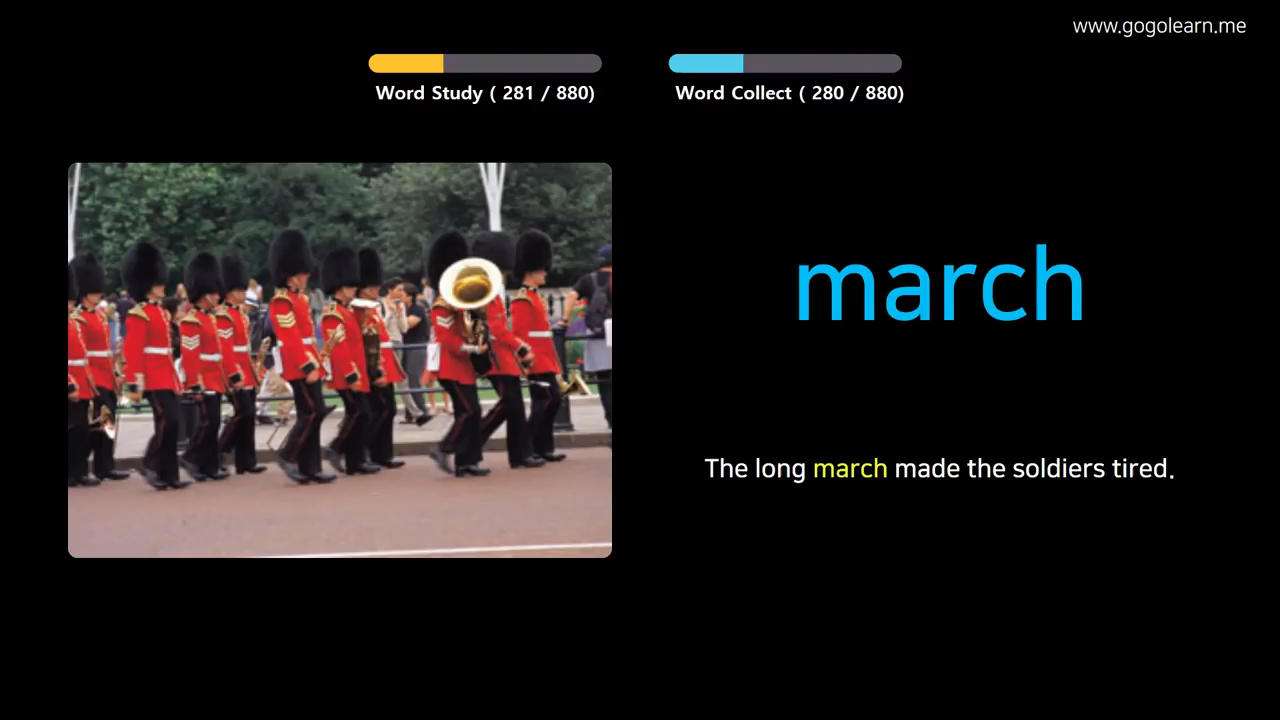 www.gogolearn.me
Word Study ( 281 / 880)
Word Collect ( 280 / 880)
march
The long march made the soldiers tired.